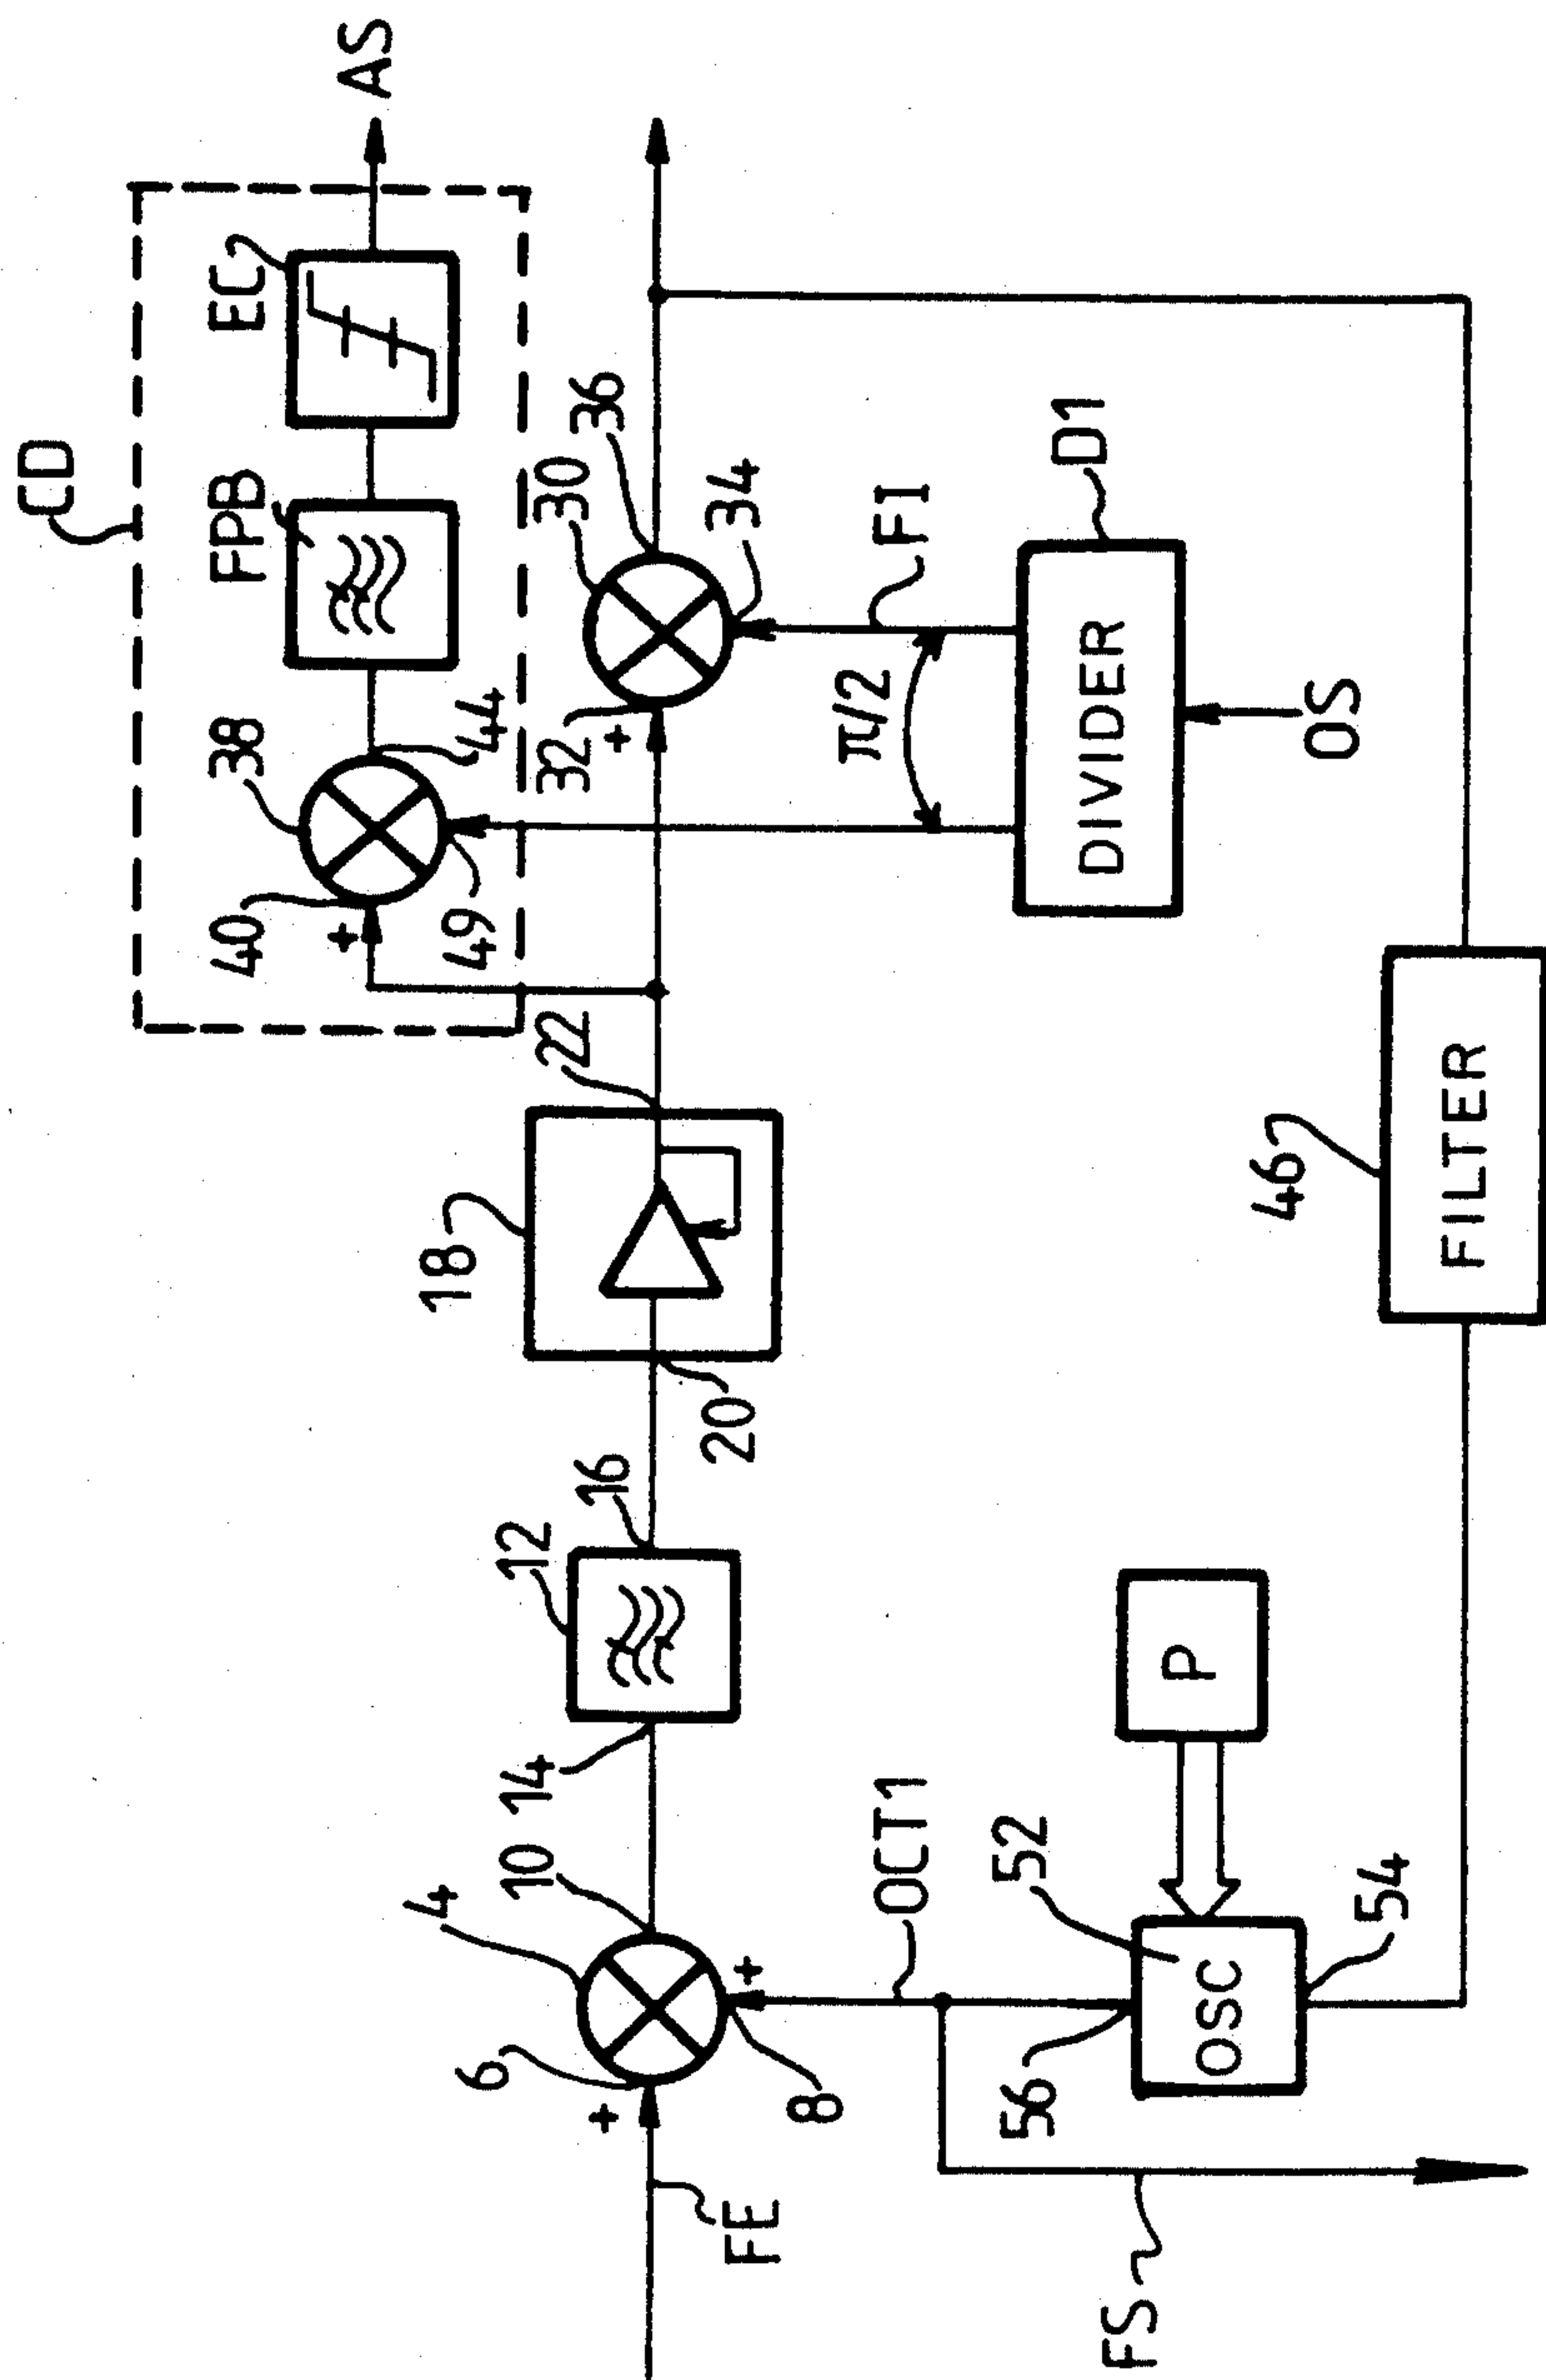 CD
AS
EC
FPB
38
44
40
49
30
36
32
+
34
+
π/2
FI
D1
DIVIDER
OS
22
18
20
16
12
14
10
4
6
+
8
+
FE
OCT1
52
56
OSC
54
P
46
FILTER
FS